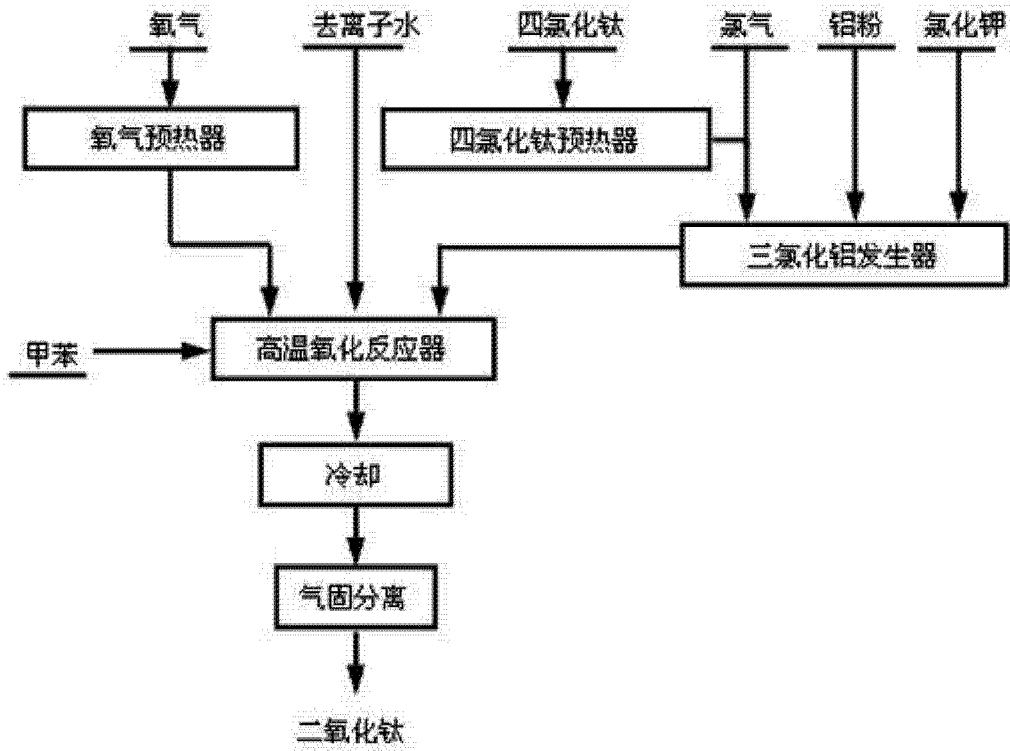 氧气
去离子水
四氯化钛
氯气
铝粉
氯化钾
氧气预热器
四氯化钛预热器
三氯化铝发生器
甲苯
高温氧化反应器
冷却
气固分离
二氧化钛